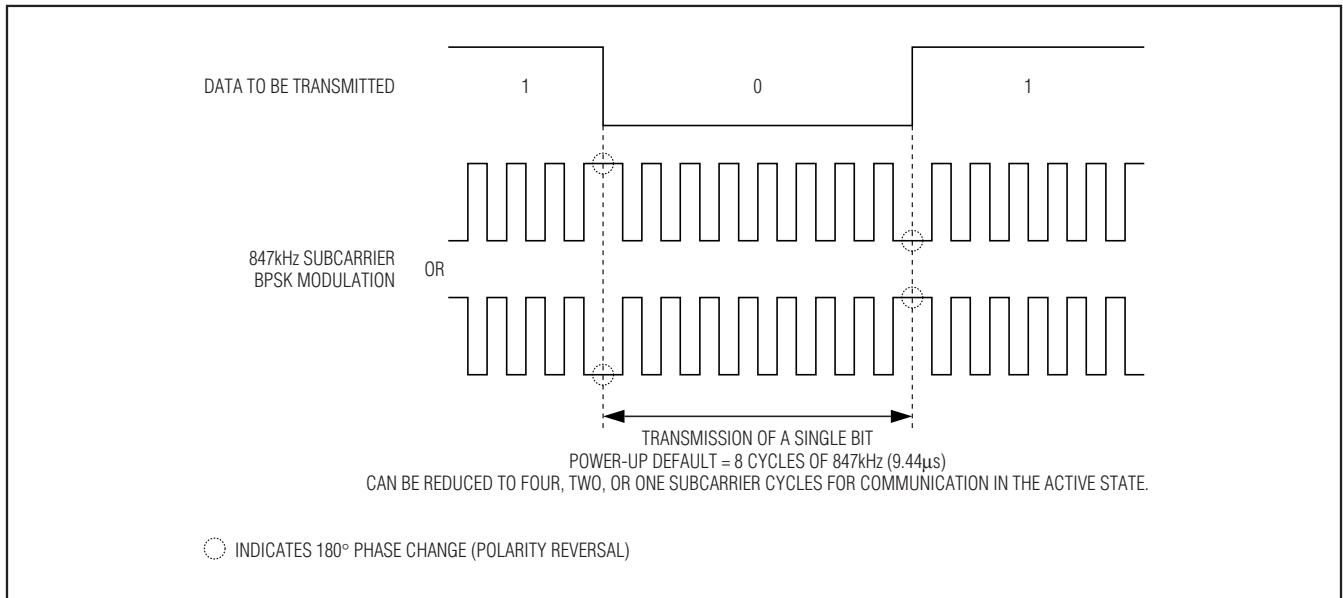 DATA TO BE TRANSMITTED
1 0 1
847kHz SUBCARRIER
BPSK MODULATION
OR
TRANSMISSION OF A SINGLE BIT
POWER-UP DEFAULT = 8 CYCLES OF 847kHz (9.44µs)
CAN BE REDUCED TO FOUR, TWO, OR ONE SUBCARRIER CYCLES FOR COMMUNICATION IN THE ACTIVE STATE.
INDICATES 180° PHASE CHANGE (POLARITY REVERSAL)